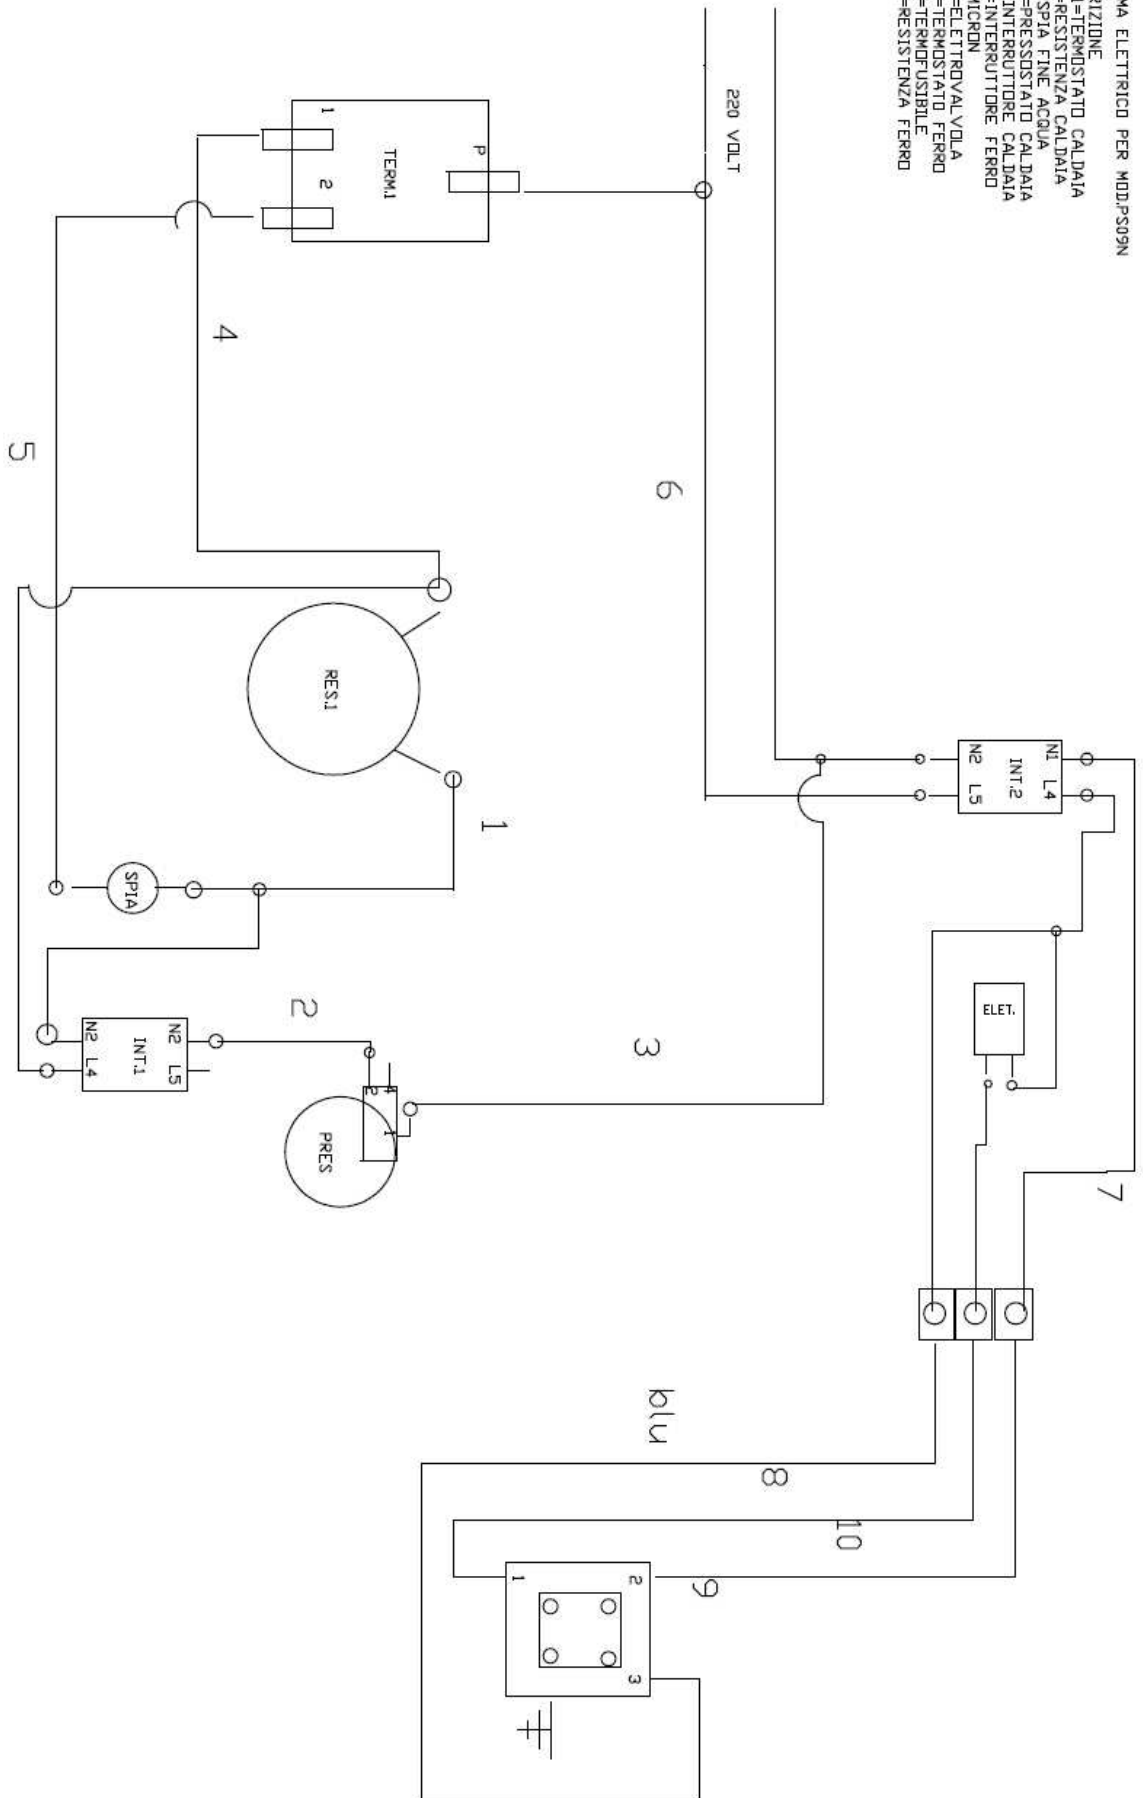 MA ELETTRICO PER MOD.PS09N
RIZIONE
1=TERMOSTATO CALDAIA
=RESISTENZA CALDAIA
SPIA FINE ACQUA
=PRESSOSTATO CALDAIA
INTERRUTTORE CALDAIA
=INTERRUTTORE FERRO
MICRON
=ELETTROVALVOLA
=TERMOSTATO FERRO
=TERMOFUSIBILE
=RESISTENZA FERRO
220 VOLT
P
TERM.1
1
2
4
5
6
RES.1
1
SPIA
N1
L4
INT.2
N2
L5
ELET.
7
N2
L5
INT.1
N2
L4
2
3
4
2
1
PRES
blu
8
10
9
1
2
3